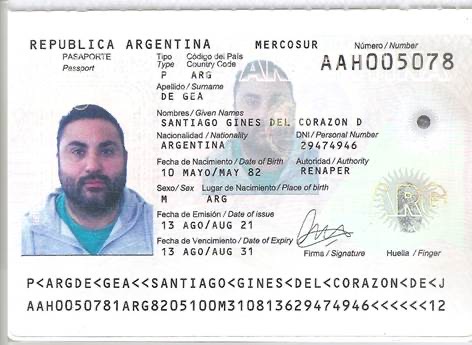 REPUBLICA ARGENTINA MERCOSUR Número / Number
PASAPORTE Tipo Código del País AAH005078
Passport Type Country Code
P ARG
Apellido / Surname
DE GEA
Nombres / Given Names
SANTIAGO GINES DEL CORAZON D
Nacionalidad / Nationality DNI / Personal Number
ARGENTINA 29474946
Fecha de Nacimiento / Date of Birth Autoridad / Authority
10 MAYO/MAY 82 RENAPER
Sexo / Sex Lugar de Nacimiento / Place of birth
M ARG
Fecha de Emisión / Date of issue
13 AGO/AUG 21
Fecha de Vencimiento / Date of Expiry
13 AGO/AUG 31 Firma / Signature Huella / Finger
P<ARGDE<GEA<<SANTIAGO<GINES<DEL<CORAZON<DE<J
AAH0050781ARG8205100M310813629474946<<<<<<12